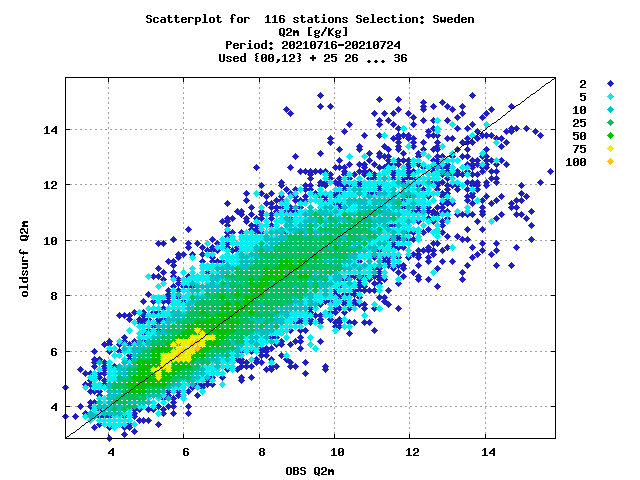 Scatterplot for  116 stations Selection: Sweden
Q2m [g/Kg]
Period: 20210716-20210724
Used {00,12} + 25 26 ... 36
2
5
10
25
50
75
100
14
12
10
8
6
4
oldsurf Q2m
4 6 8 10 12 14
OBS Q2m